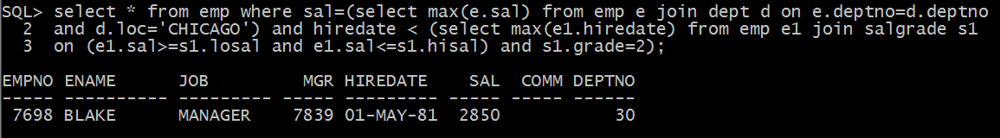 SQL> select * from emp where sal=(select max(e.sal) from emp e join dept d on e.deptno=d.deptno
  2  and d.loc='CHICAGO') and hiredate < (select max(e1.hiredate) from emp e1 join salgrade s1
  3  on (e1.sal>=s1.losal and e1.sal<=s1.hisal) and s1.grade=2);
EMPNO ENAME      JOB         MGR HIREDATE    SAL  COMM DEPTNO
----- ---------- --------- ----- --------- ----- ----- ------
 7698 BLAKE      MANAGER    7839 01-MAY-81  2850           30